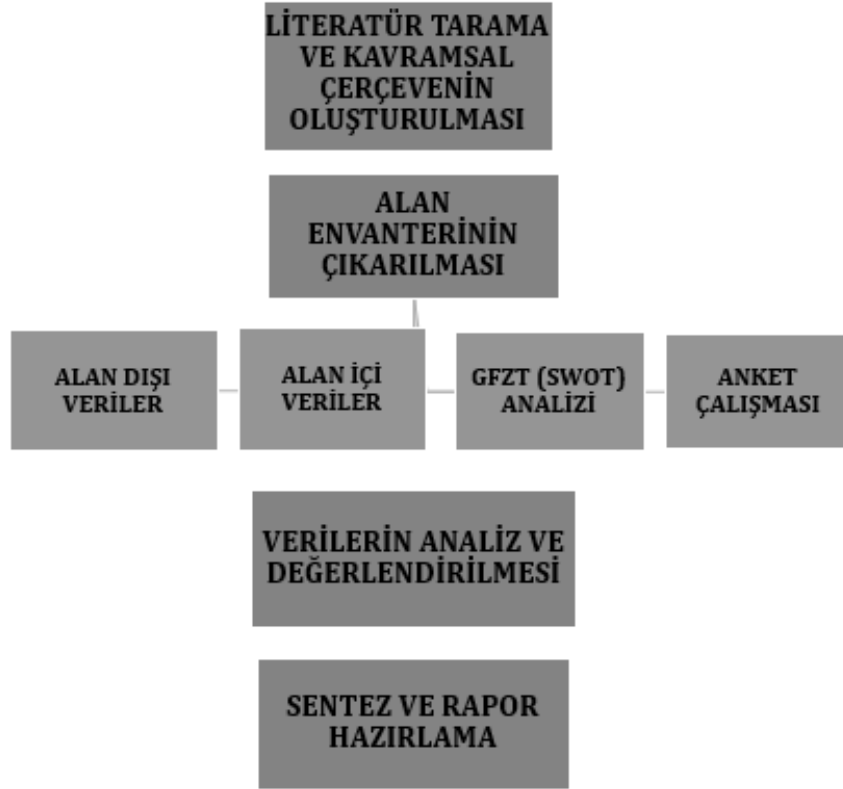 LİTERATÜR TARAMA
VE KAVRAMSAL
ÇERÇEVENİN
OLUŞTURULMASI
ALAN
ENVANTERİNİN
ÇIKARILMASI
ALAN DIŞI
VERİLER
ALAN İÇİ
VERİLER
GFZT (SWOT)
ANALİZİ
ANKET
ÇALIŞMASI
VERİLERİN ANALİZ VE
DEĞERLENDİRİLMESİ
SENTEZ VE RAPOR
HAZIRLAMA